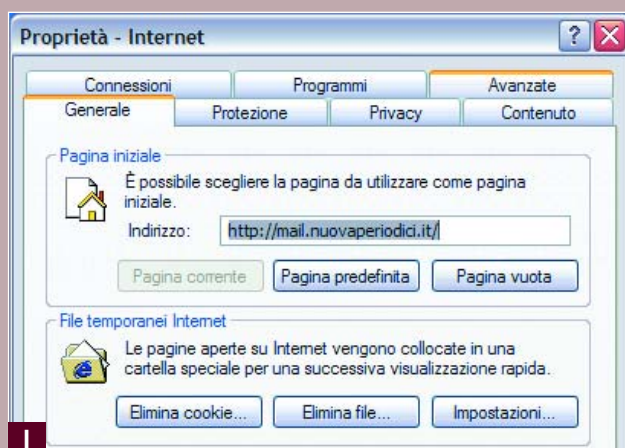 Proprietà - Internet
?
X
Connessioni
Programmi
Avanzate
Generale
Protezione
Privacy
Contenuto
Pagina iniziale
È possibile scegliere la pagina da utilizzare come pagina
iniziale.
Indirizzo: http://mail.nuovaperiodici.it/
Pagina corrente
Pagina predefinita
Pagina vuota
File temporanei Internet
Le pagine aperte su Internet vengono collocate in una
cartella speciale per una successiva visualizzazione rapida.
Elimina cookie...
Elimina file...
Impostazioni...